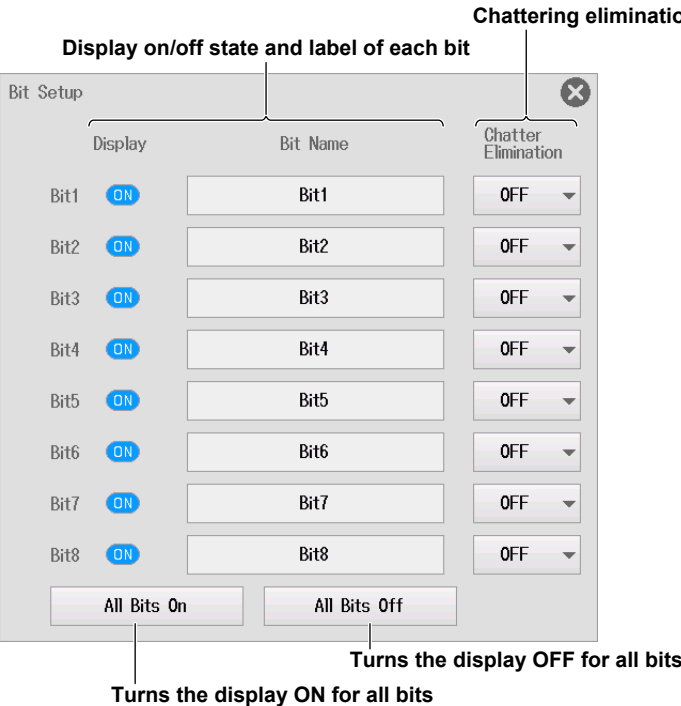 Chattering eliminatio
Display on/off state and label of each bit
Bit Setup
Display Bit Name Chatter
Elimination
Bit1 ON Bit1 OFF
Bit2 ON Bit2 OFF
Bit3 ON Bit3 OFF
Bit4 ON Bit4 OFF
Bit5 ON Bit5 OFF
Bit6 ON Bit6 OFF
Bit7 ON Bit7 OFF
Bit8 ON Bit8 OFF
All Bits On All Bits Off
Turns the display OFF for all bits
Turns the display ON for all bits